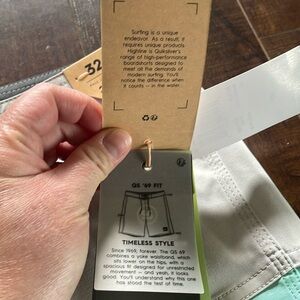 Surfing is a unique
endeavor. As a result, it
requires unique products.
Highline is Quiksilver's
range of high-performance
boardshorts designed to
meet all the demands of
modern surfing. You'll
notice the difference when
it counts — in the water.
32
QS '69 FIT
TIMELESS STYLE
Since 1969, forever. The QS 69
combines a yoke waistband, which
sits lower on the hips, with a
spacious fit designed for unrestricted
movement — and yeah, it looks
good. You'll understand why this one
has stood the test of time.